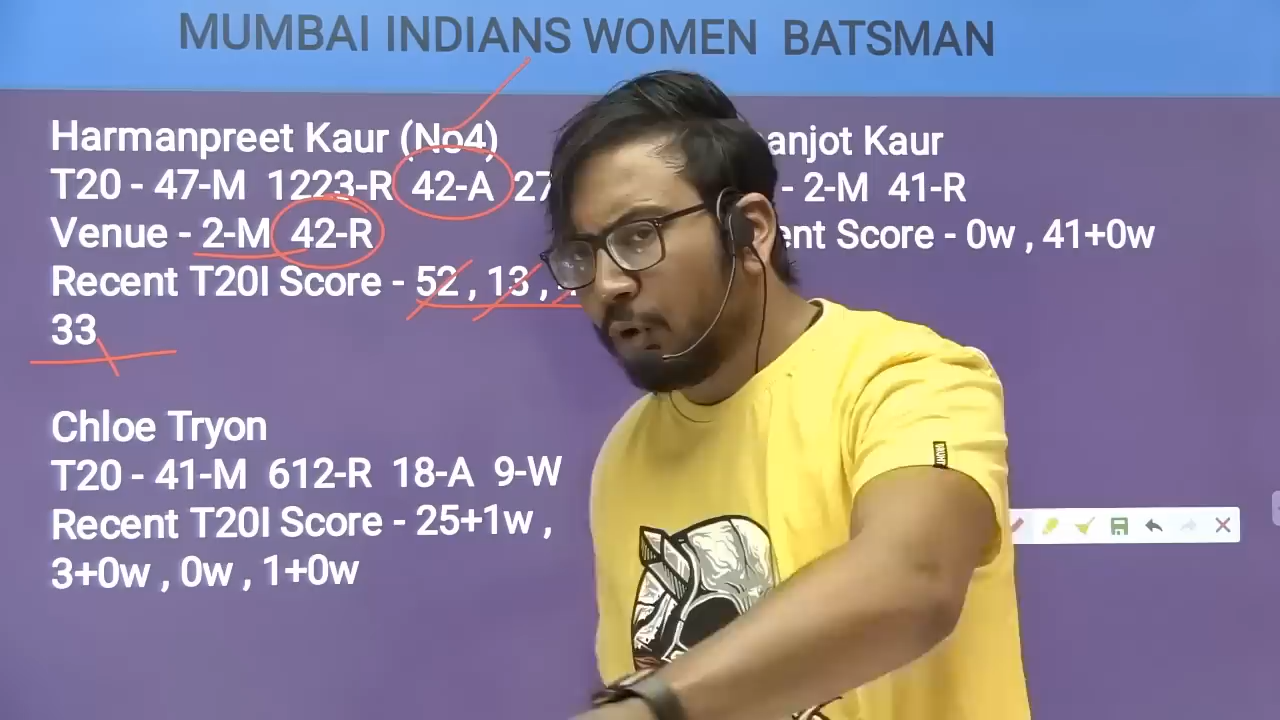 MUMBAI INDIANS WOMEN BATSMAN
Harmanpreet Kaur (No4)
T20 - 47-M 1223-R 42-A 27
Venue - 2-M 42-R
Recent T20I Score - 52 , 13 ,
33
Chloe Tryon
T20 - 41-M 612-R 18-A 9-W
Recent T20I Score - 25+1w ,
3+0w , 0w , 1+0w
anjot Kaur
- 2-M 41-R
ent Score - 0w , 41+0w